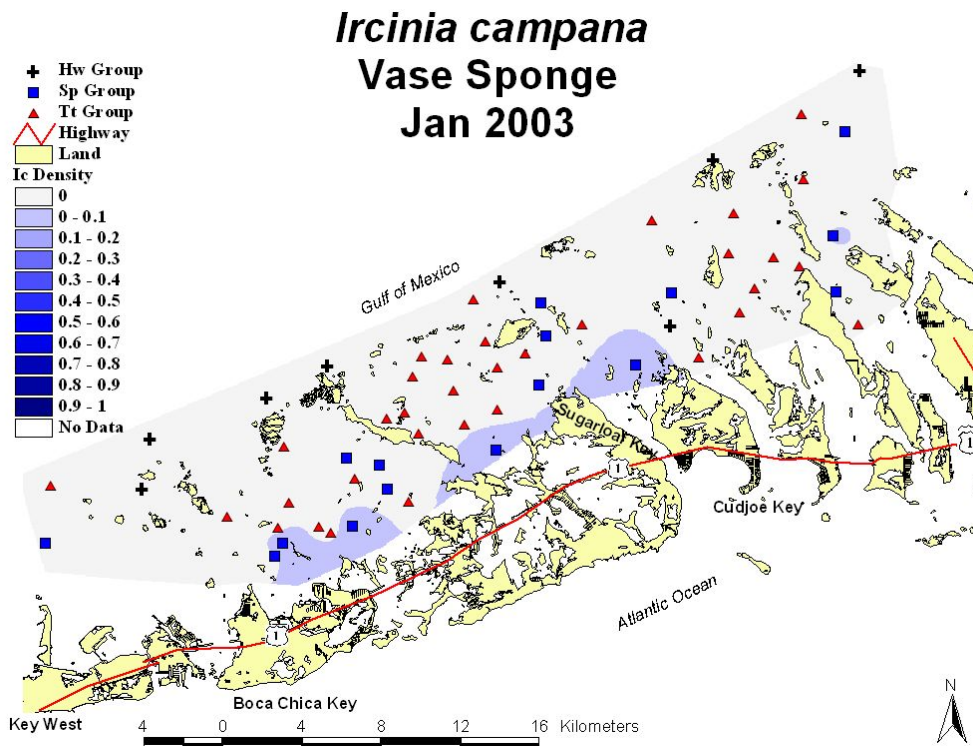 Ircinia campana
Vase Sponge
Jan 2003
Hw Group
Sp Group
Tt Group
Highway
Land
Ic Density
0
0 - 0.1
0.1 - 0.2
0.2 - 0.3
0.3 - 0.4
0.4 - 0.5
0.5 - 0.6
0.6 - 0.7
0.7 - 0.8
0.8 - 0.9
0.9 - 1
No Data
Gulf of Mexico
Sugarloaf Key
1
1
Cudjoe Key
Atlantic Ocean
1
Boca Chica Key
Key West
4 0 4 8 12 16 Kilometers
N